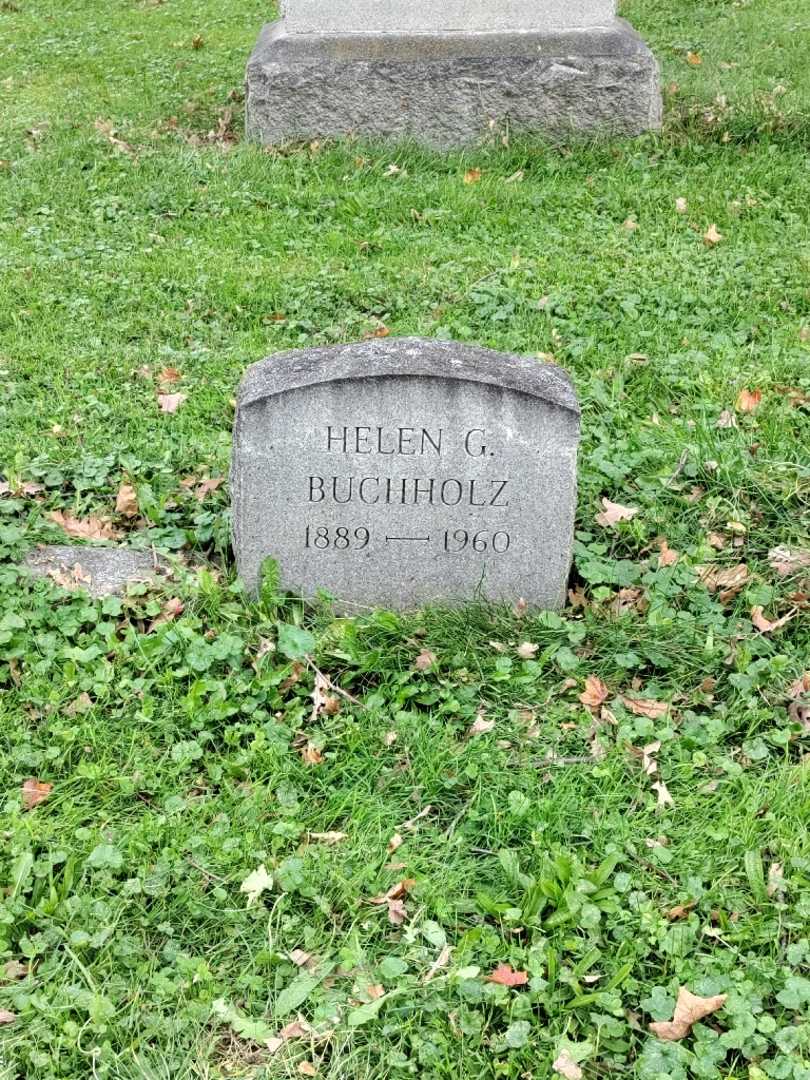 HELEN G.
BUCHHOLZ
1889 — 1960